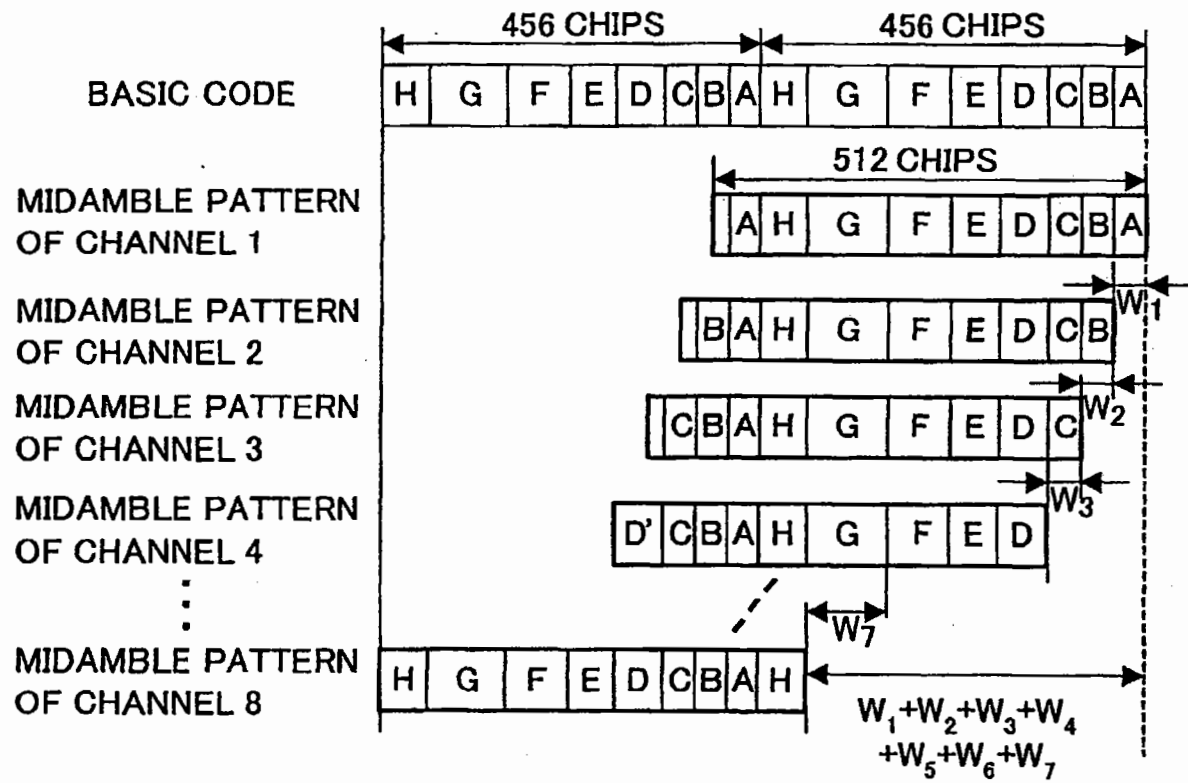 456 CHIPS 456 CHIPS
BASIC CODE H G F E D C B A H G F E D C B A
512 CHIPS
MIDAMBLE PATTERN
OF CHANNEL 1
A H G F E D C B A
W1
MIDAMBLE PATTERN
OF CHANNEL 2
B A H G F E D C B
W2
MIDAMBLE PATTERN
OF CHANNEL 3
C B A H G F E D C
W3
MIDAMBLE PATTERN
OF CHANNEL 4
D' C B A H G F E D
W7
MIDAMBLE PATTERN
OF CHANNEL 8
H G F E D C B A H
W1+W2+W3+W4
+W5+W6+W7